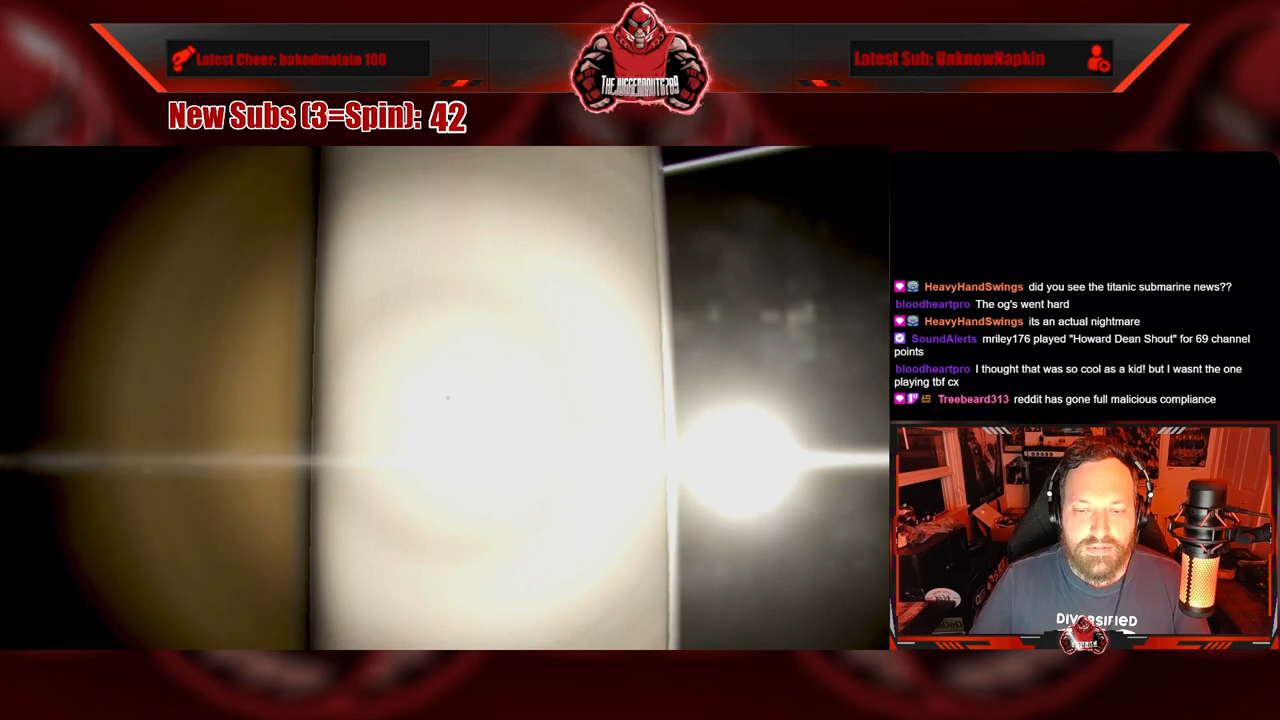 Latest Cheer: bakedmotato 100
THEJUGGERNAUT6789
Latest Sub: UnknowNapkin
New Subs (3=Spin): 42
HeavyHandSwings did you see the titanic submarine news??
bloodheartpro The og's went hard
HeavyHandSwings its an actual nightmare
SoundAlerts mriley176 played "Howard Dean Shout" for 69 channel
points
bloodheartpro I thought that was so cool as a kid! but I wasnt the one
playing tbf cx
Treebeard313 reddit has gone full malicious compliance
DIVERSIFIED